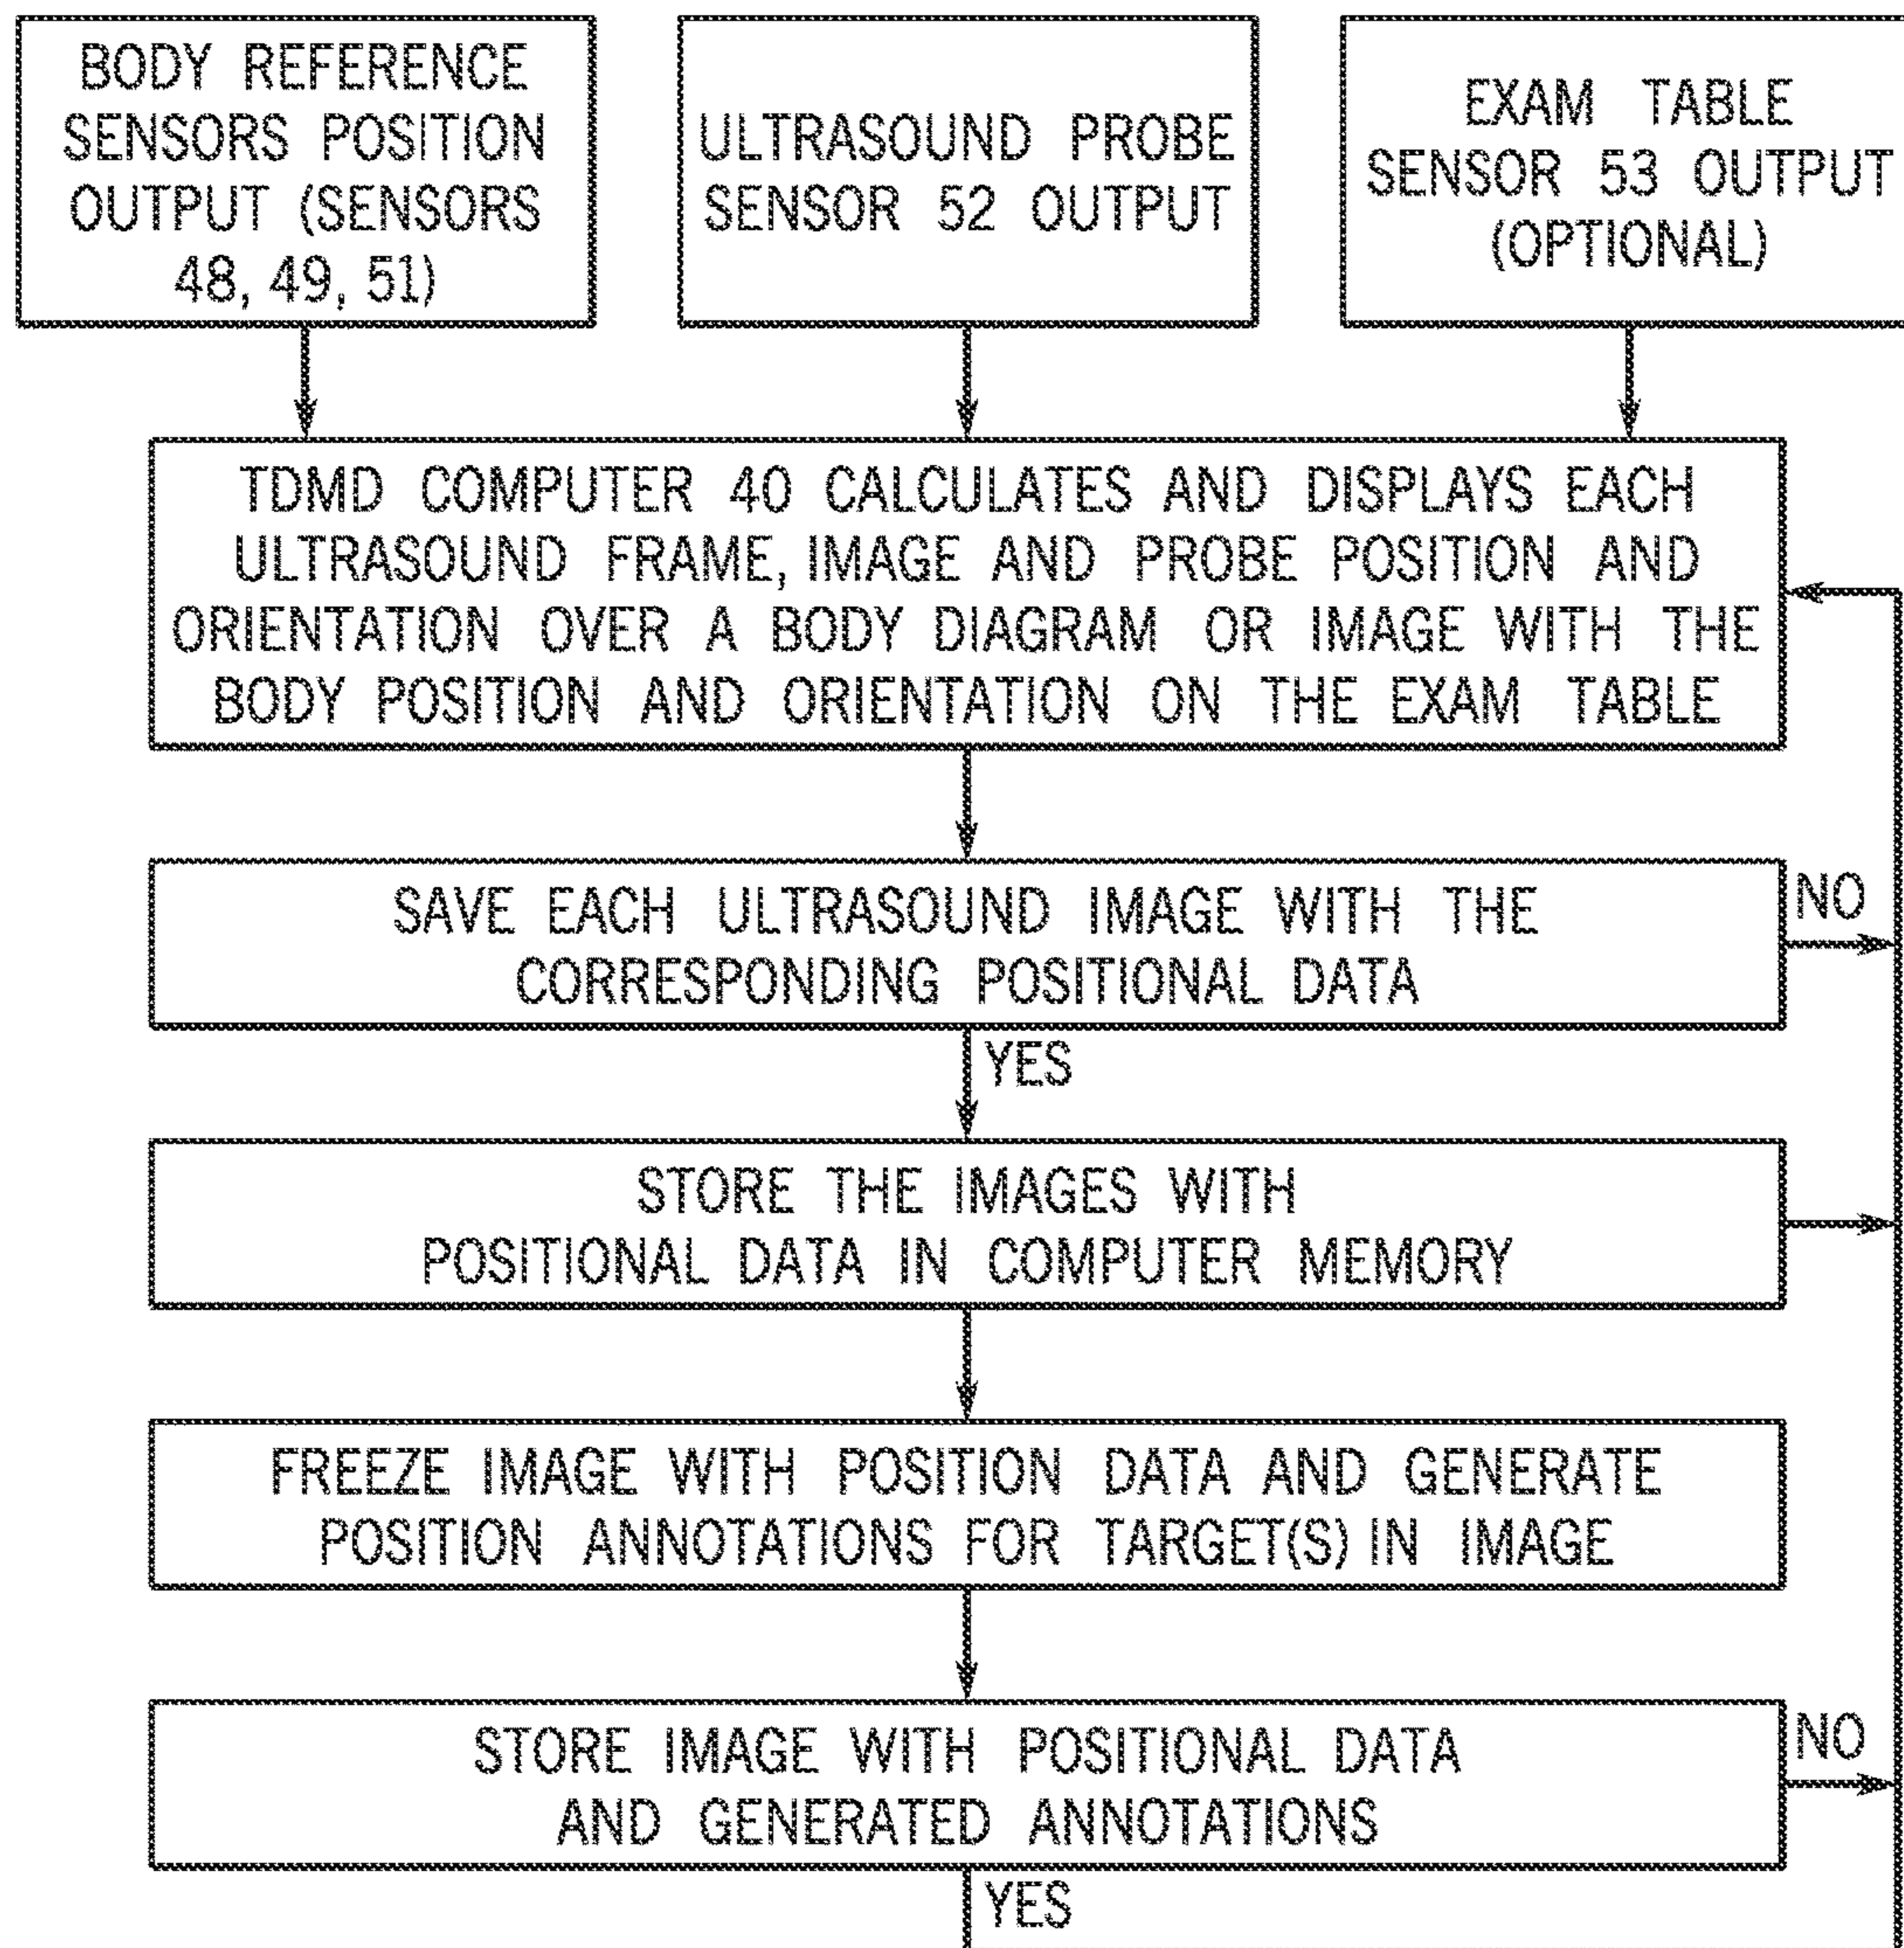 BODY REFERENCE
SENSORS POSITION
OUTPUT (SENSORS
48, 49, 51)
ULTRASOUND PROBE
SENSOR 52 OUTPUT
EXAM TABLE
SENSOR 53 OUTPUT
(OPTIONAL)
TDMD COMPUTER 40 CALCULATES AND DISPLAYS EACH
ULTRASOUND FRAME, IMAGE AND PROBE POSITION AND
ORIENTATION OVER A BODY DIAGRAM OR IMAGE WITH THE
BODY POSITION AND ORIENTATION ON THE EXAM TABLE
SAVE EACH ULTRASOUND IMAGE WITH THE
CORRESPONDING POSITIONAL DATA
NO
YES
STORE THE IMAGES WITH
POSITIONAL DATA IN COMPUTER MEMORY
FREEZE IMAGE WITH POSITION DATA AND GENERATE
POSITION ANNOTATIONS FOR TARGET(S) IN IMAGE
STORE IMAGE WITH POSITIONAL DATA
AND GENERATED ANNOTATIONS
NO
YES